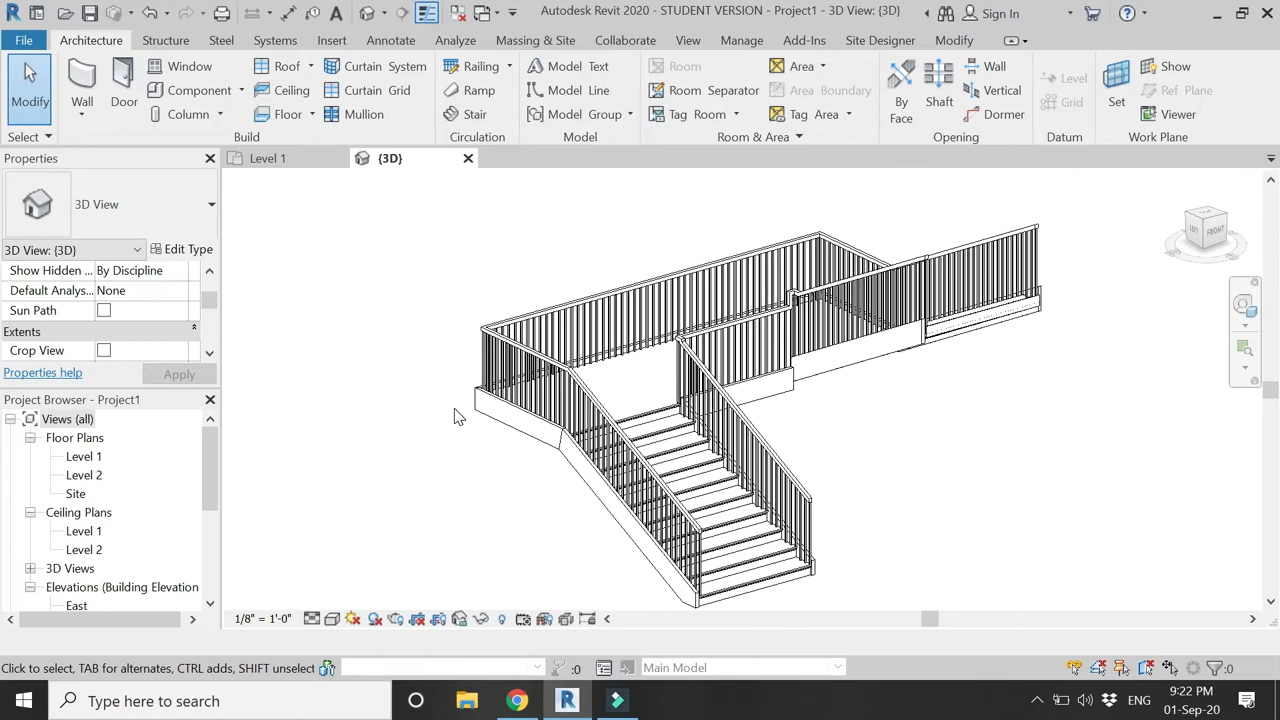 Autodesk Revit 2020 - STUDENT VERSION - Project1 - 3D View: {3D}
Sign In
File
Architecture
Structure
Steel
Systems
Insert
Annotate
Analyze
Massing & Site
Collaborate
View
Manage
Add-Ins
Site Designer
Modify
Modify
Wall
Door
Window
Component
Column
Roof
Ceiling
Floor
Curtain System
Curtain Grid
Mullion
Railing
Ramp
Stair
Model Text
Model Line
Model Group
Room
Room Separator
Tag Room
Area
Area Boundary
Tag Area
By
Face
Shaft
Wall
Vertical
Dormer
Level
Grid
Set
Show
Ref Plane
Viewer
Select
Build
Circulation
Model
Room & Area
Opening
Datum
Work Plane
Properties
Level 1
{3D}
3D View
3D View: {3D}
Edit Type
Show Hidden ... By Discipline
Default Analys... None
Sun Path
Extents
Crop View
Properties help
Apply
Project Browser - Project1
Views (all)
Floor Plans
Level 1
Level 2
Site
Ceiling Plans
Level 1
Level 2
3D Views
Elevations (Building Elevation
East
FRONT
1/8" = 1'-0"
Click to select, TAB for alternates, CTRL adds, SHIFT unselect
:0
Main Model
:0
Type here to search
ENG
9:22 PM
01-Sep-20